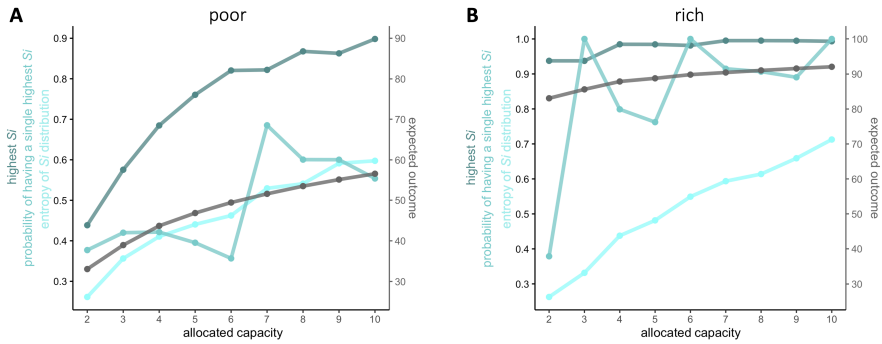 A
poor
highest Si
probability of having a single highest Si
entropy of Si distribution
0.9
0.8
0.7
0.6
0.5
0.4
0.3
90
80
70
60
50
40
30
expected outcome
2 3 4 5 6 7 8 9 10
allocated capacity
B
rich
highest Si
probability of having a single highest Si
entropy of Si distribution
1.0
0.9
0.8
0.7
0.6
0.5
0.4
0.3
100
90
80
70
60
50
40
30
expected outcome
2 3 4 5 6 7 8 9 10
allocated capacity